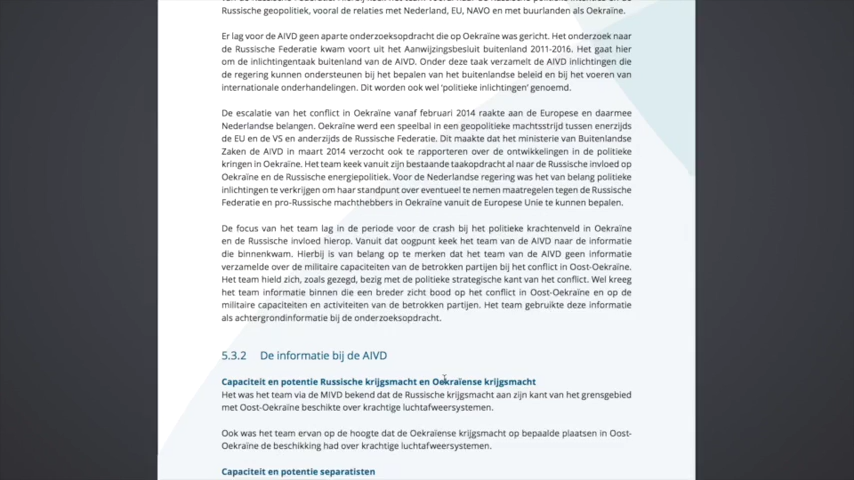 Russische geopolitiek, vooral de relaties met Nederland, EU, NAVO en met buurlanden als Oekraïne.
Er lag voor de AIVD geen aparte onderzoeksopdracht die op Oekraïne was gericht. Het onderzoek naar
de Russische Federatie kwam voort uit het Aanwijzingsbesluit buitenland 2011-2016. Het gaat hier
om de inlichtingentaak buitenland van de AIVD. Onder deze taak verzamelt de AIVD inlichtingen die
de regering kunnen ondersteunen bij het bepalen van het buitenlandse beleid en bij het voeren van
internationale onderhandelingen. Dit worden ook wel 'politieke inlichtingen' genoemd.
De escalatie van het conflict in Oekraïne vanaf februari 2014 raakte aan de Europese en daarmee
Nederlandse belangen. Oekraïne werd een speelbal in een geopolitieke machtsstrijd tussen enerzijds
de EU en de VS en anderzijds de Russische Federatie. Dit maakte dat het ministerie van Buitenlandse
Zaken de AIVD in maart 2014 verzocht ook te rapporteren over de ontwikkelingen in de politieke
kringen in Oekraïne. Het team keek vanuit zijn bestaande taakopdracht al naar de Russische invloed op
Oekraïne en de Russische energiepolitiek. Voor de Nederlandse regering was het van belang politieke
inlichtingen te verkrijgen om haar standpunt over eventueel te nemen maatregelen tegen de Russische
Federatie en pro-Russische machthebbers in Oekraïne vanuit de Europese Unie te kunnen bepalen.
De focus van het team lag in de periode voor de crash bij het politieke krachtenveld in Oekraïne
en de Russische invloed hierop. Vanuit dat oogpunt keek het team van de AIVD naar de informatie
die binnenkwam. Hierbij is van belang op te merken dat het team van de AIVD geen informatie
verzamelde over de militaire capaciteiten van de betrokken partijen bij het conflict in Oost-Oekraïne.
Het team hield zich, zoals gezegd, bezig met de politieke strategische kant van het conflict. Wel kreeg
het team informatie binnen die een breder zicht bood op het conflict in Oost-Oekraïne en op de
militaire capaciteiten en activiteiten van de betrokken partijen. Het team gebruikte deze informatie
als achtergrondinformatie bij de onderzoeksopdracht.
5.3.2 De informatie bij de AIVD
Capaciteit en potentie Russische krijgsmacht en Oekraïense krijgsmacht
Het was het team via de MIVD bekend dat de Russische krijgsmacht aan zijn kant van het grensgebied
met Oost-Oekraïne beschikte over krachtige luchtafweersystemen.
Ook was het team ervan op de hoogte dat de Oekraïense krijgsmacht op bepaalde plaatsen in Oost-
Oekraïne de beschikking had over krachtige luchtafweersystemen.
Capaciteit en potentie separatisten